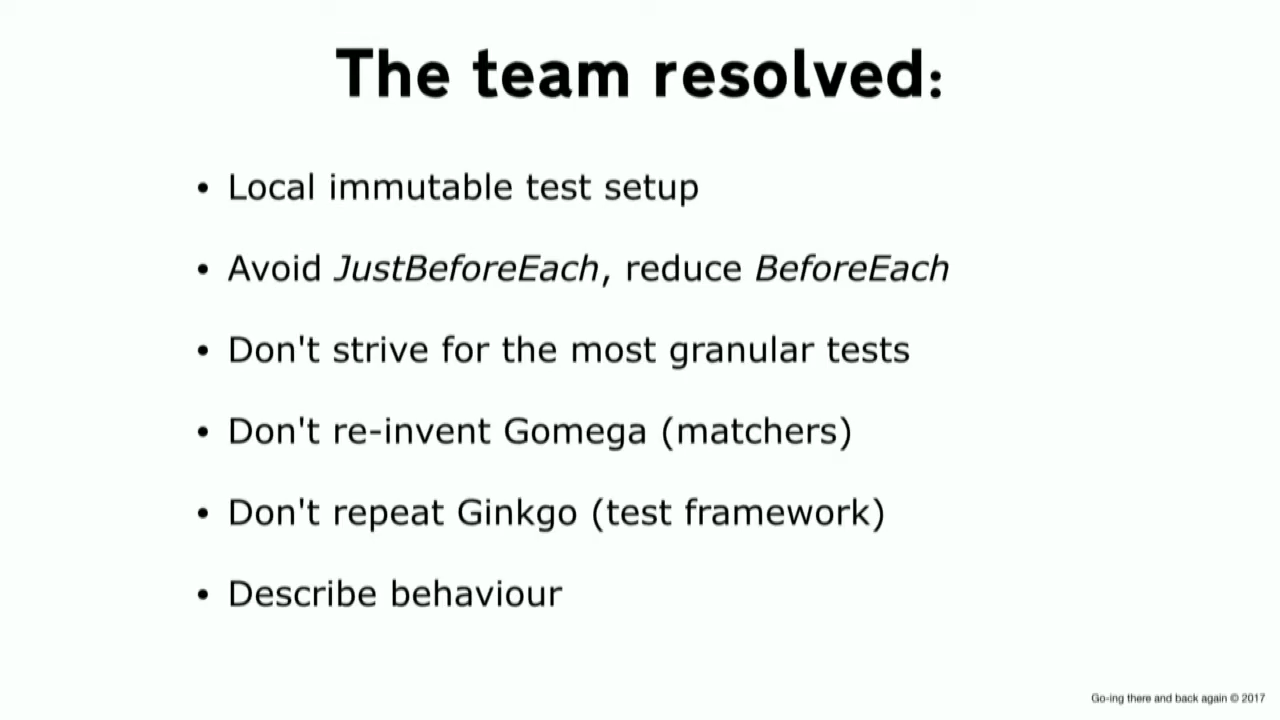 The team resolved:
• Local immutable test setup
• Avoid JustBeforeEach, reduce BeforeEach
• Don't strive for the most granular tests
• Don't re-invent Gomega (matchers)
• Don't repeat Ginkgo (test framework)
• Describe behaviour
Go-ing there and back again © 2017